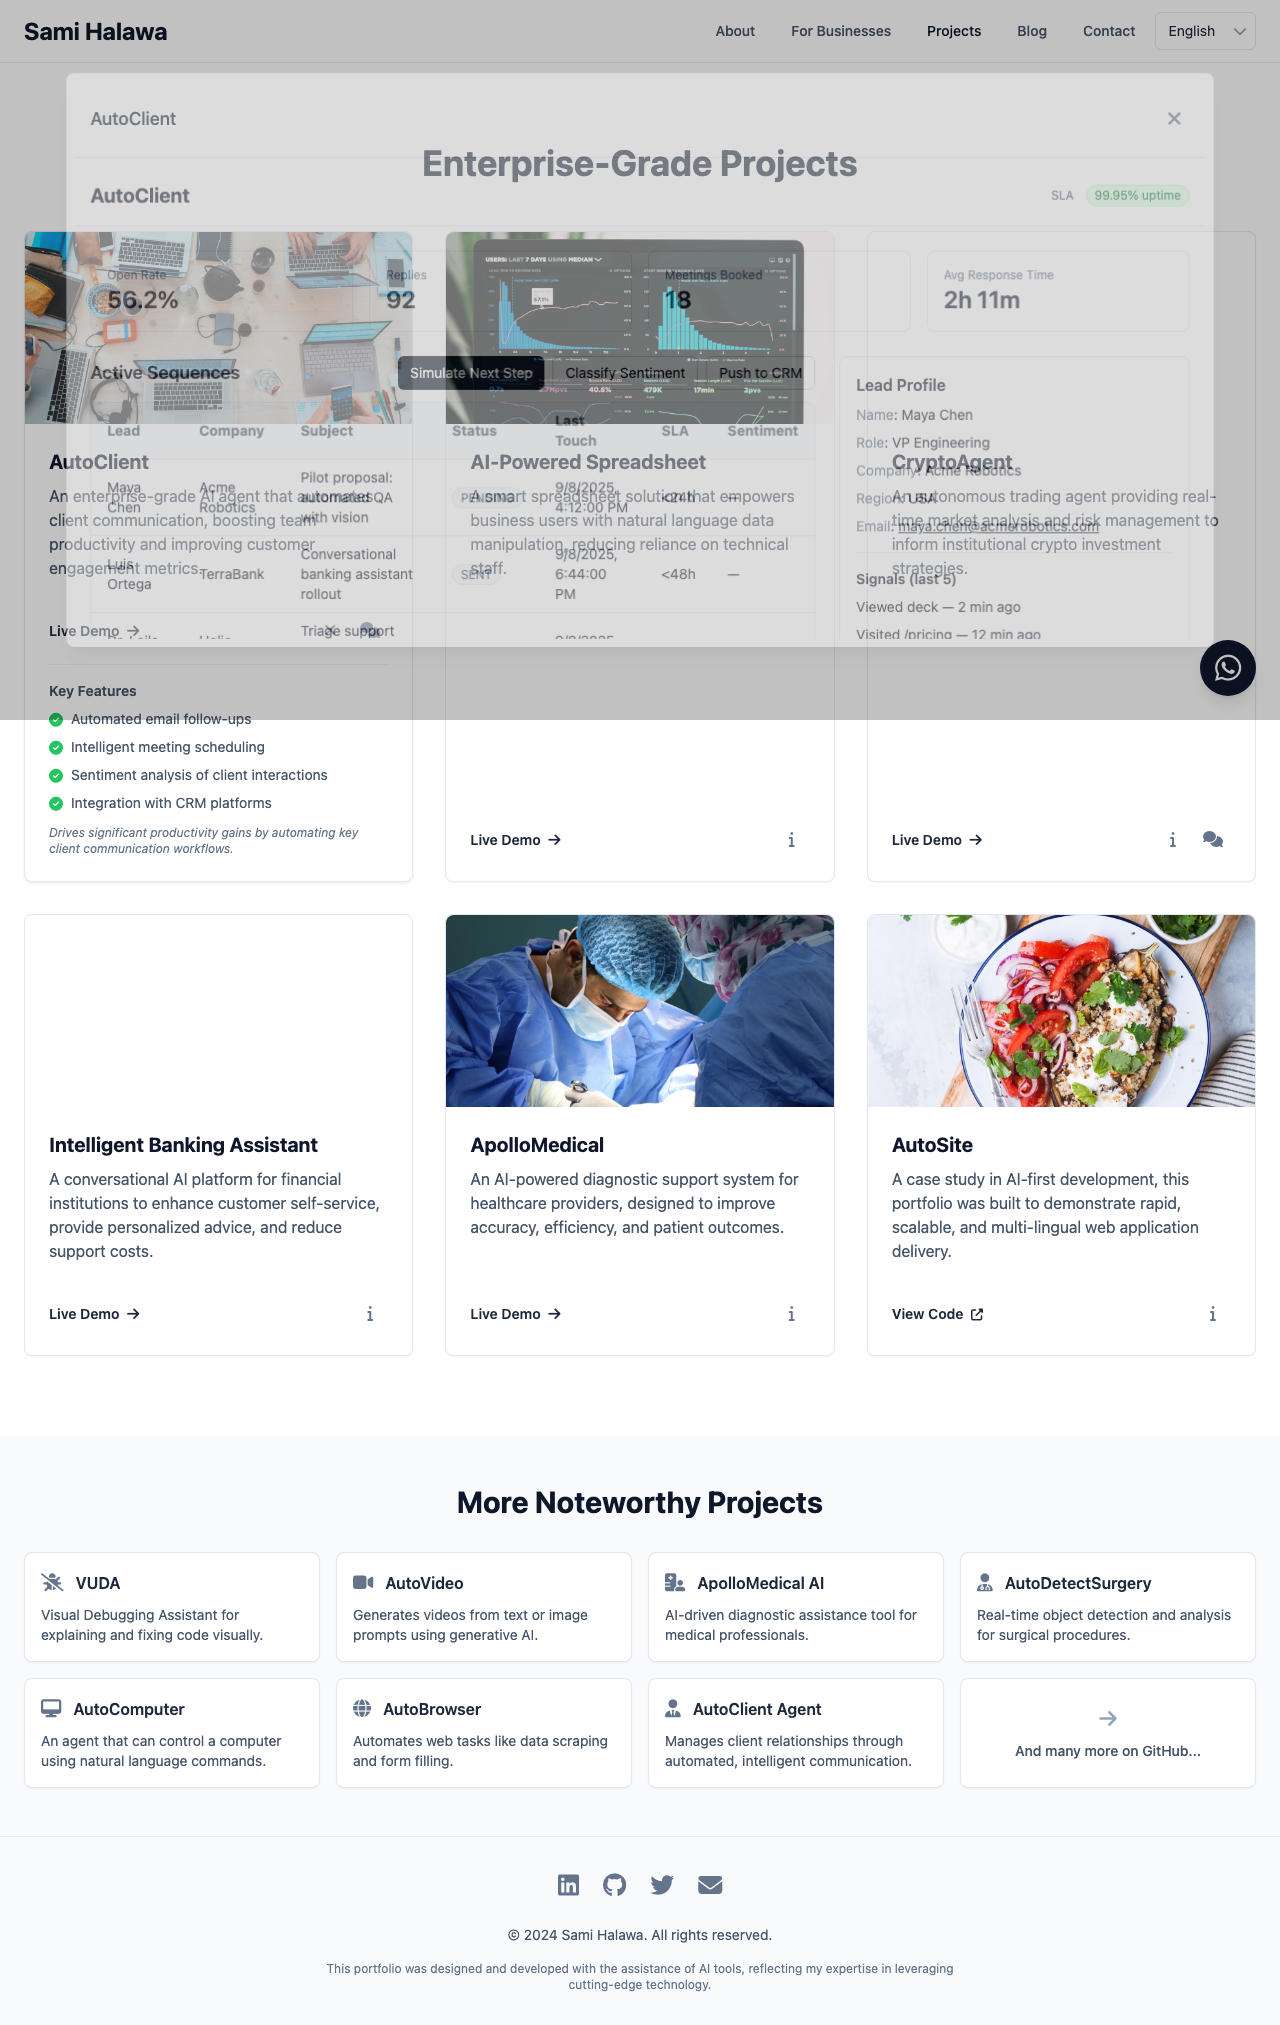 Sami Halawa
About
For Businesses
Projects
Blog
Contact
English
AutoClient
Enterprise-Grade Projects
AutoClient
SLA
99.95% uptime
Open Rate
56.2%
Replies
92
Meetings Booked
18
Avg Response Time
2h 11m
USERS: LAST 7 DAYS USING MEDIAN
Active Sequences
Simulate Next Step
Classify Sentiment
Push to CRM
Lead
Company
Subject
Status
Last
Touch
SLA
Sentiment
Maya
Chen
Acme
Robotics
Pilot proposal:
automated QA
with vision
PENDING
9/8/2025,
4:12:00 PM
<24h
—
Luis
Ortega
TerraBank
Conversational
banking assistant
rollout
SENT
9/8/2025,
6:44:00
PM
<48h
—
Triage support
Lead Profile
Name: Maya Chen
Role: VP Engineering
Company: Acme Robotics
Region: USA
Email: maya.chen@acmerobotics.com
Signals (last 5)
Viewed deck — 2 min ago
Visited /pricing — 12 min ago
AutoClient
An enterprise-grade AI agent that automates
client communication, boosting team
productivity and improving customer
engagement metrics.
Live Demo
Key Features
Automated email follow-ups
Intelligent meeting scheduling
Sentiment analysis of client interactions
Integration with CRM platforms
Drives significant productivity gains by automating key
client communication workflows.
AI-Powered Spreadsheet
A smart spreadsheet solution that empowers
business users with natural language data
manipulation, reducing reliance on technical
staff.
Live Demo
CryptoAgent
An autonomous trading agent providing real-
time market analysis and risk management to
inform institutional crypto investment
strategies.
Live Demo
Intelligent Banking Assistant
A conversational AI platform for financial
institutions to enhance customer self-service,
provide personalized advice, and reduce
support costs.
Live Demo
ApolloMedical
An AI-powered diagnostic support system for
healthcare providers, designed to improve
accuracy, efficiency, and patient outcomes.
Live Demo
AutoSite
A case study in AI-first development, this
portfolio was built to demonstrate rapid,
scalable, and multi-lingual web application
delivery.
View Code
More Noteworthy Projects
VUDA
Visual Debugging Assistant for
explaining and fixing code visually.
AutoVideo
Generates videos from text or image
prompts using generative AI.
ApolloMedical AI
AI-driven diagnostic assistance tool for
medical professionals.
AutoDetectSurgery
Real-time object detection and analysis
for surgical procedures.
AutoComputer
An agent that can control a computer
using natural language commands.
AutoBrowser
Automates web tasks like data scraping
and form filling.
AutoClient Agent
Manages client relationships through
automated, intelligent communication.
And many more on GitHub...
© 2024 Sami Halawa. All rights reserved.
This portfolio was designed and developed with the assistance of AI tools, reflecting my expertise in leveraging
cutting-edge technology.